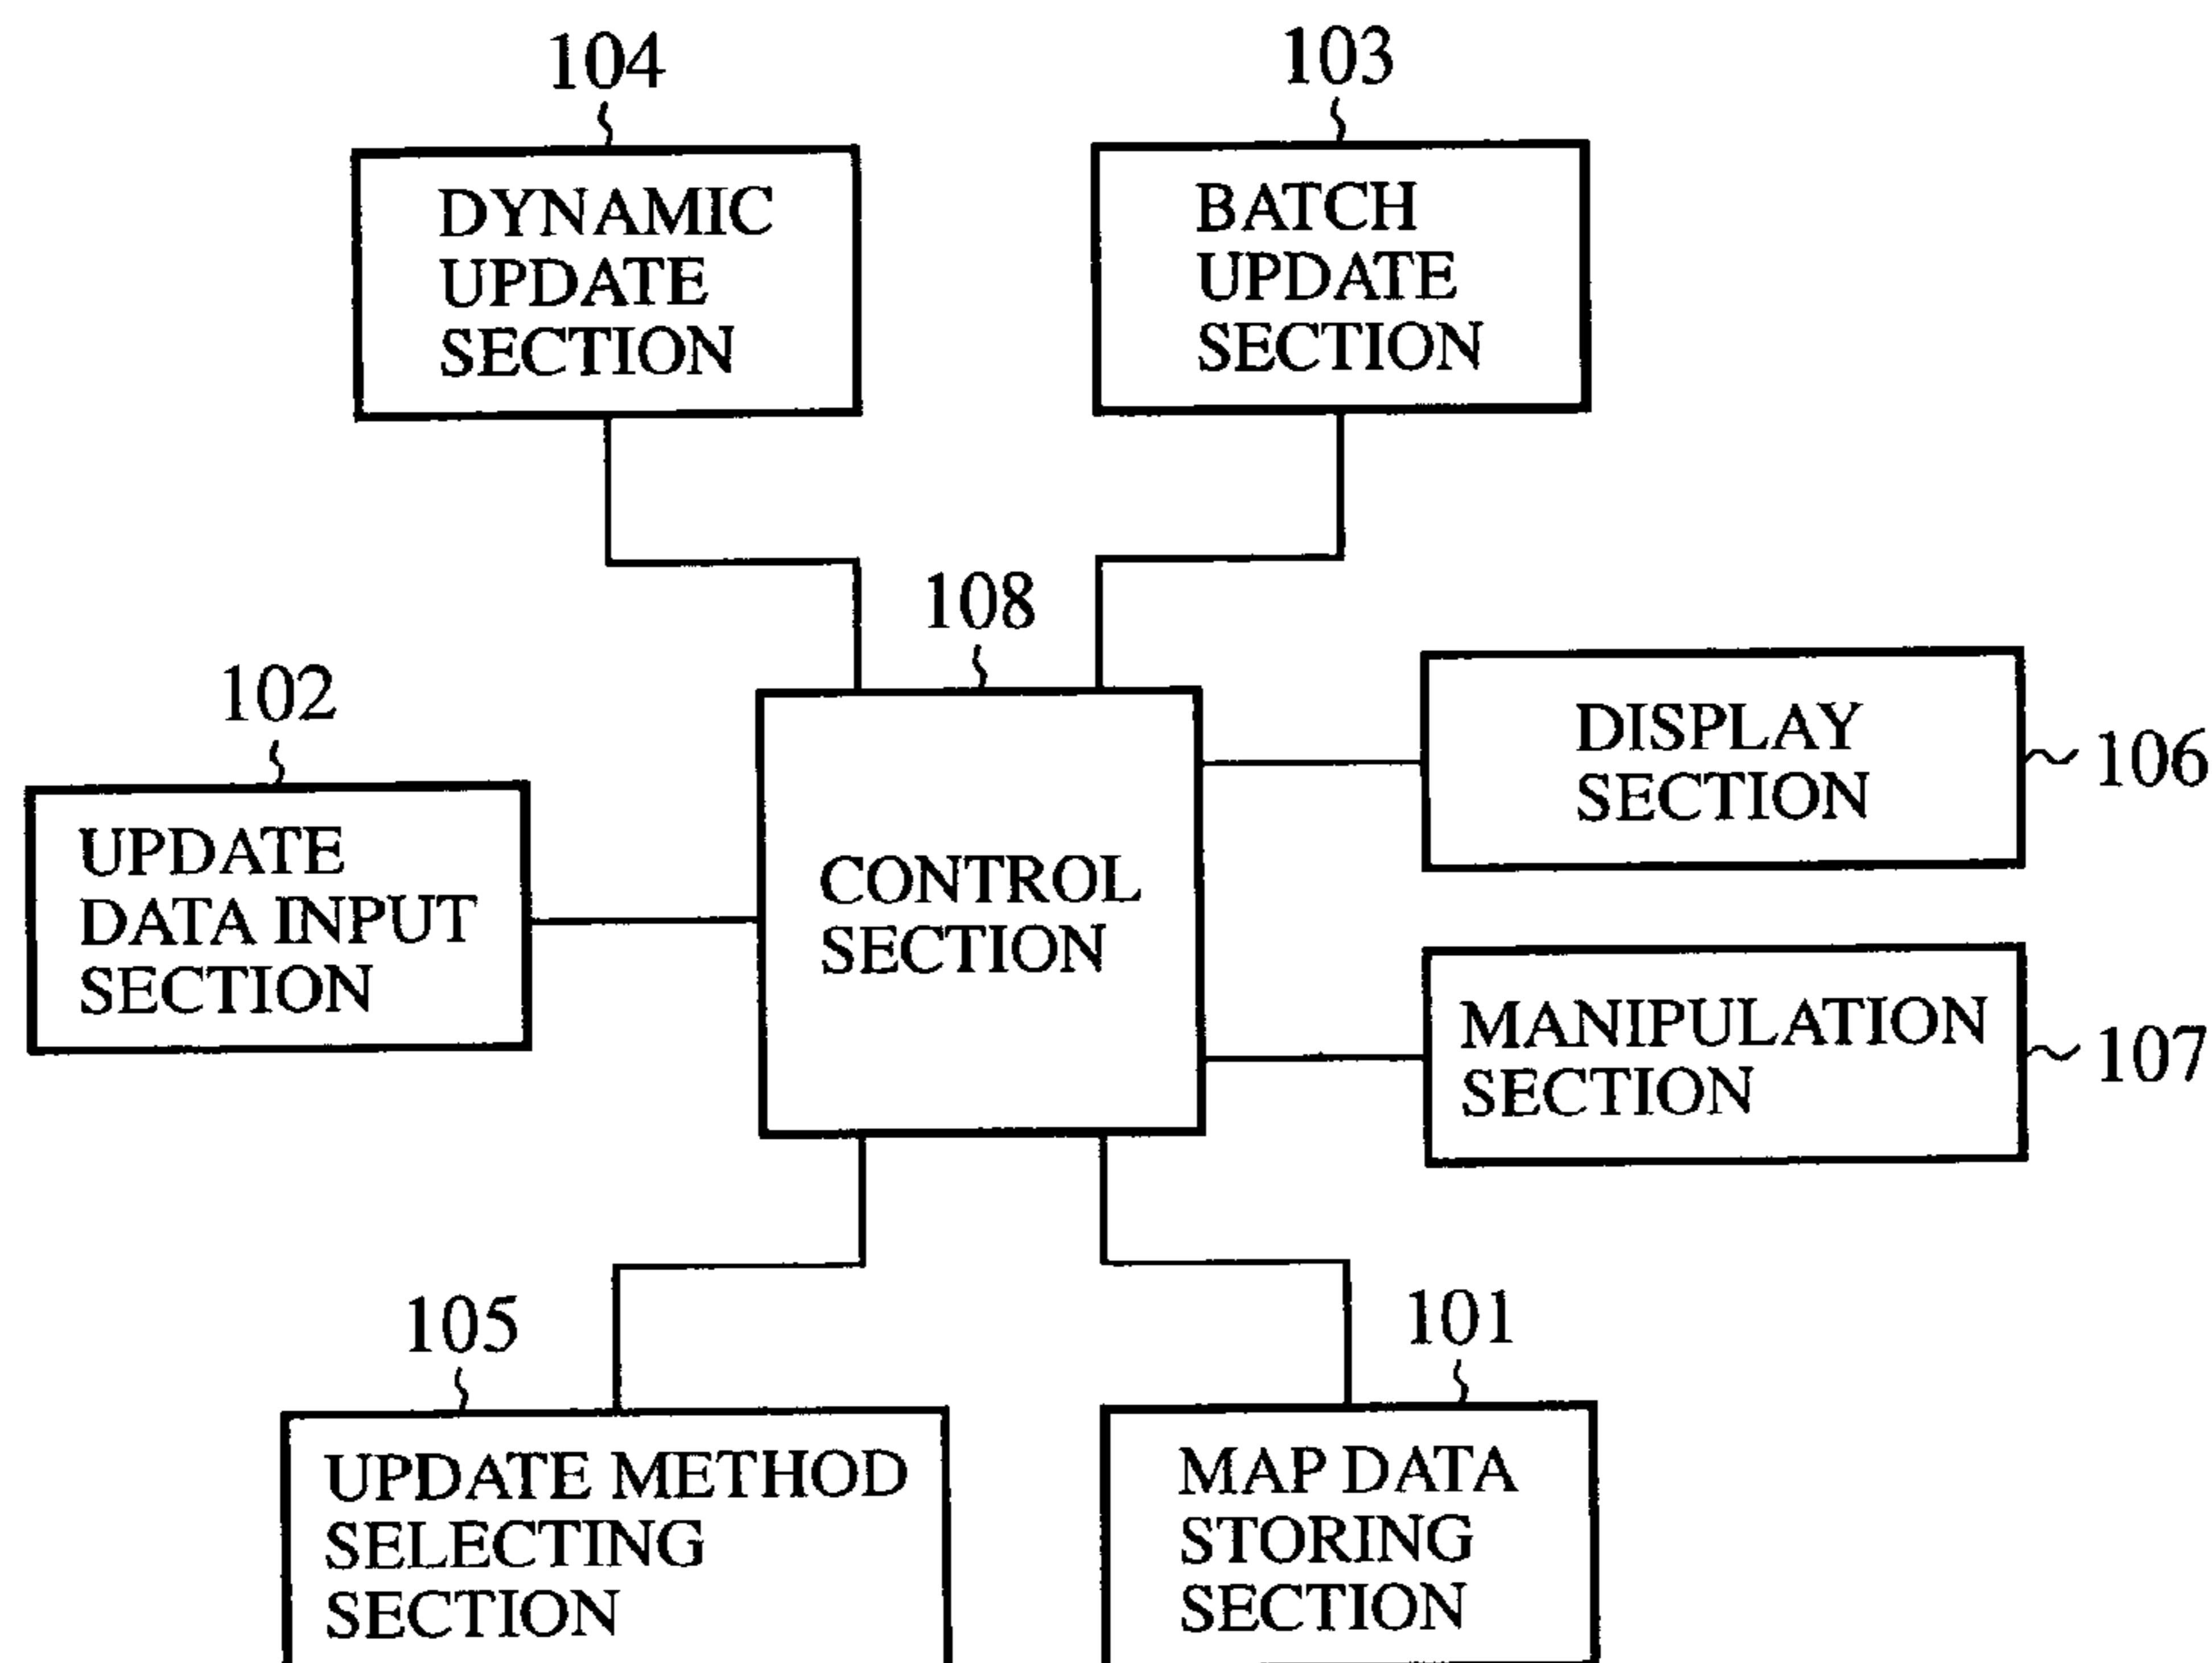 104
103
DYNAMIC
UPDATE
SECTION
BATCH
UPDATE
SECTION
108
102
DISPLAY
SECTION
106
UPDATE
DATA INPUT
SECTION
CONTROL
SECTION
MANIPULATION
SECTION
107
105
101
UPDATE METHOD
SELECTING
SECTION
MAP DATA
STORING
SECTION